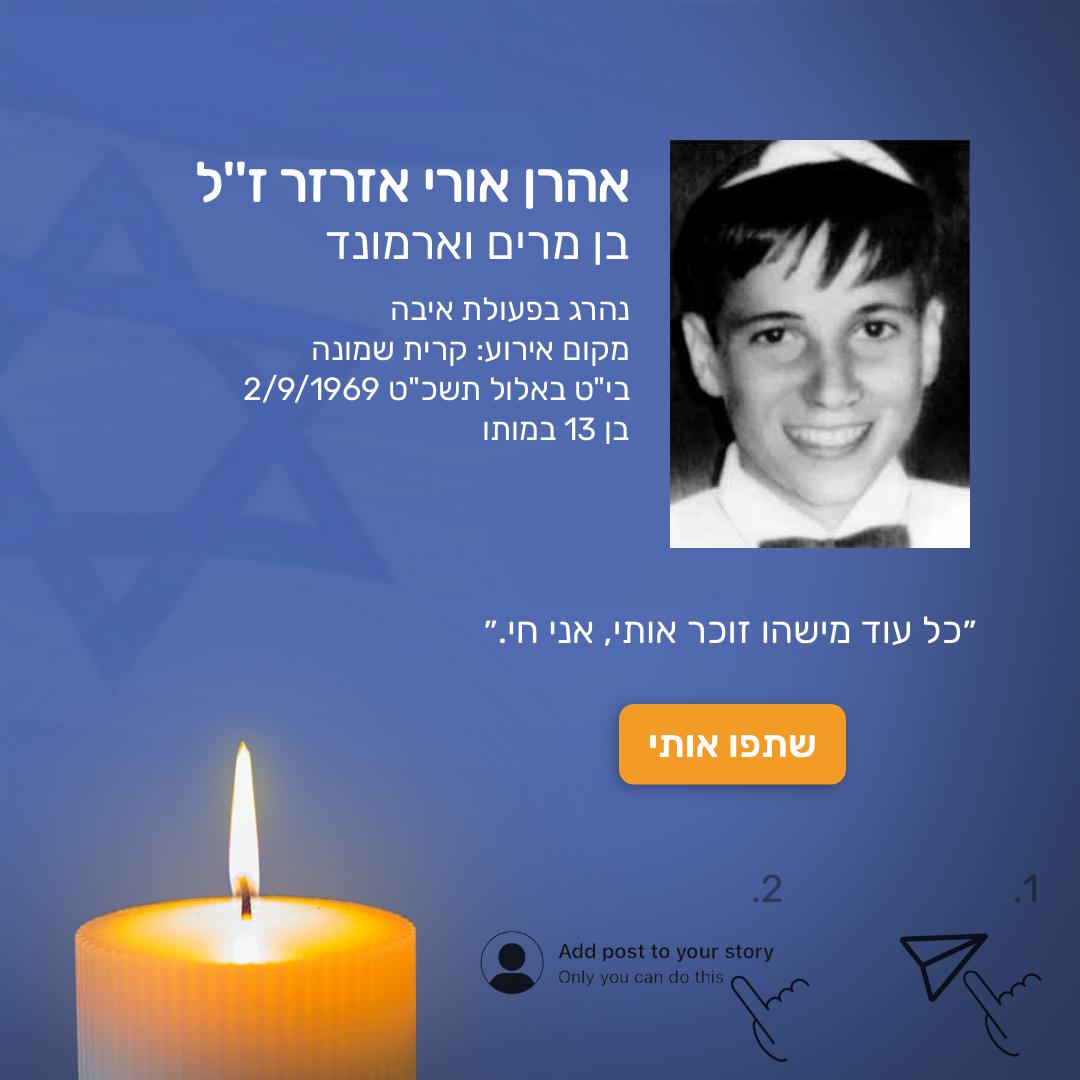 אהרן אורי אזרזר ז"ל
בן מרים וארמונד
נהרג בפעולת איבה
מקום אירוע: קרית שמונה
בי"ט באלול תשכ"ט 2/9/1969
בן 13 במותו
״כל עוד מישהו זוכר אותי, אני חי.״
שתפו אותי
1.
2.
Add post to your story
Only you can do this